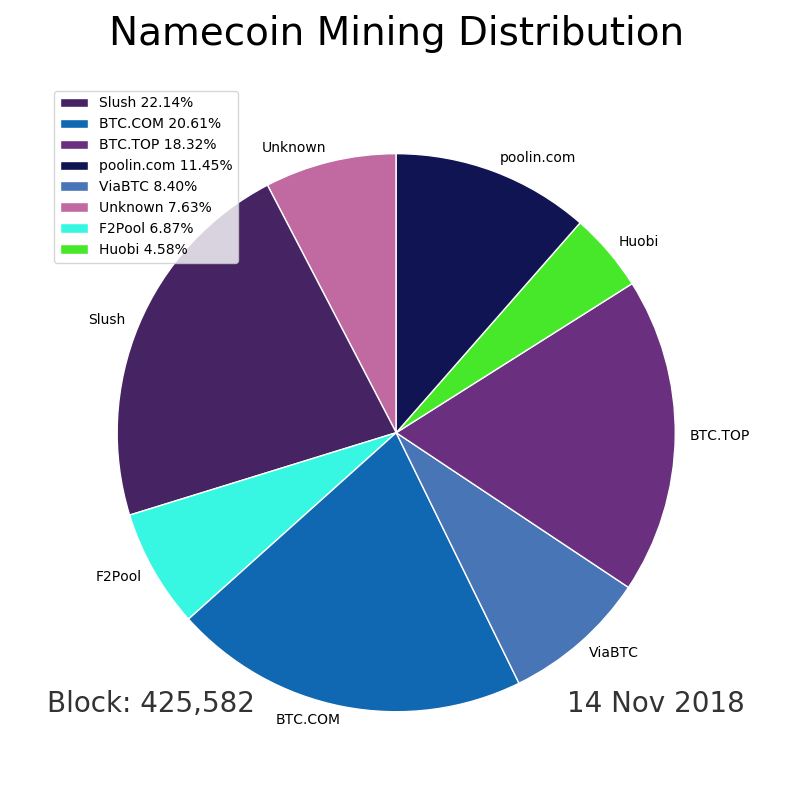 Namecoin Mining Distribution
Slush 22.14%
BTC.COM 20.61%
BTC.TOP 18.32%
poolin.com 11.45%
ViaBTC 8.40%
Unknown 7.63%
F2Pool 6.87%
Huobi 4.58%
Unknown
poolin.com
Huobi
Slush
BTC.TOP
F2Pool
ViaBTC
BTC.COM
Block: 425,582
14 Nov 2018